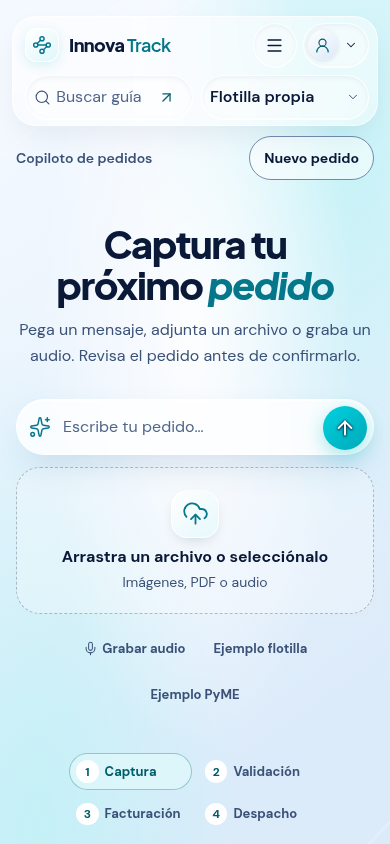 Innova Track
Buscar guía
Flotilla propia
Copiloto de pedidos
Nuevo pedido
Captura tu
próximo pedido
Pega un mensaje, adjunta un archivo o graba un
audio. Revisa el pedido antes de confirmarlo.
Escribe tu pedido...
Arrastra un archivo o selecciónalo
Imágenes, PDF o audio
Grabar audio
Ejemplo flotilla
Ejemplo PyME
1 Captura
2 Validación
3 Facturación
4 Despacho